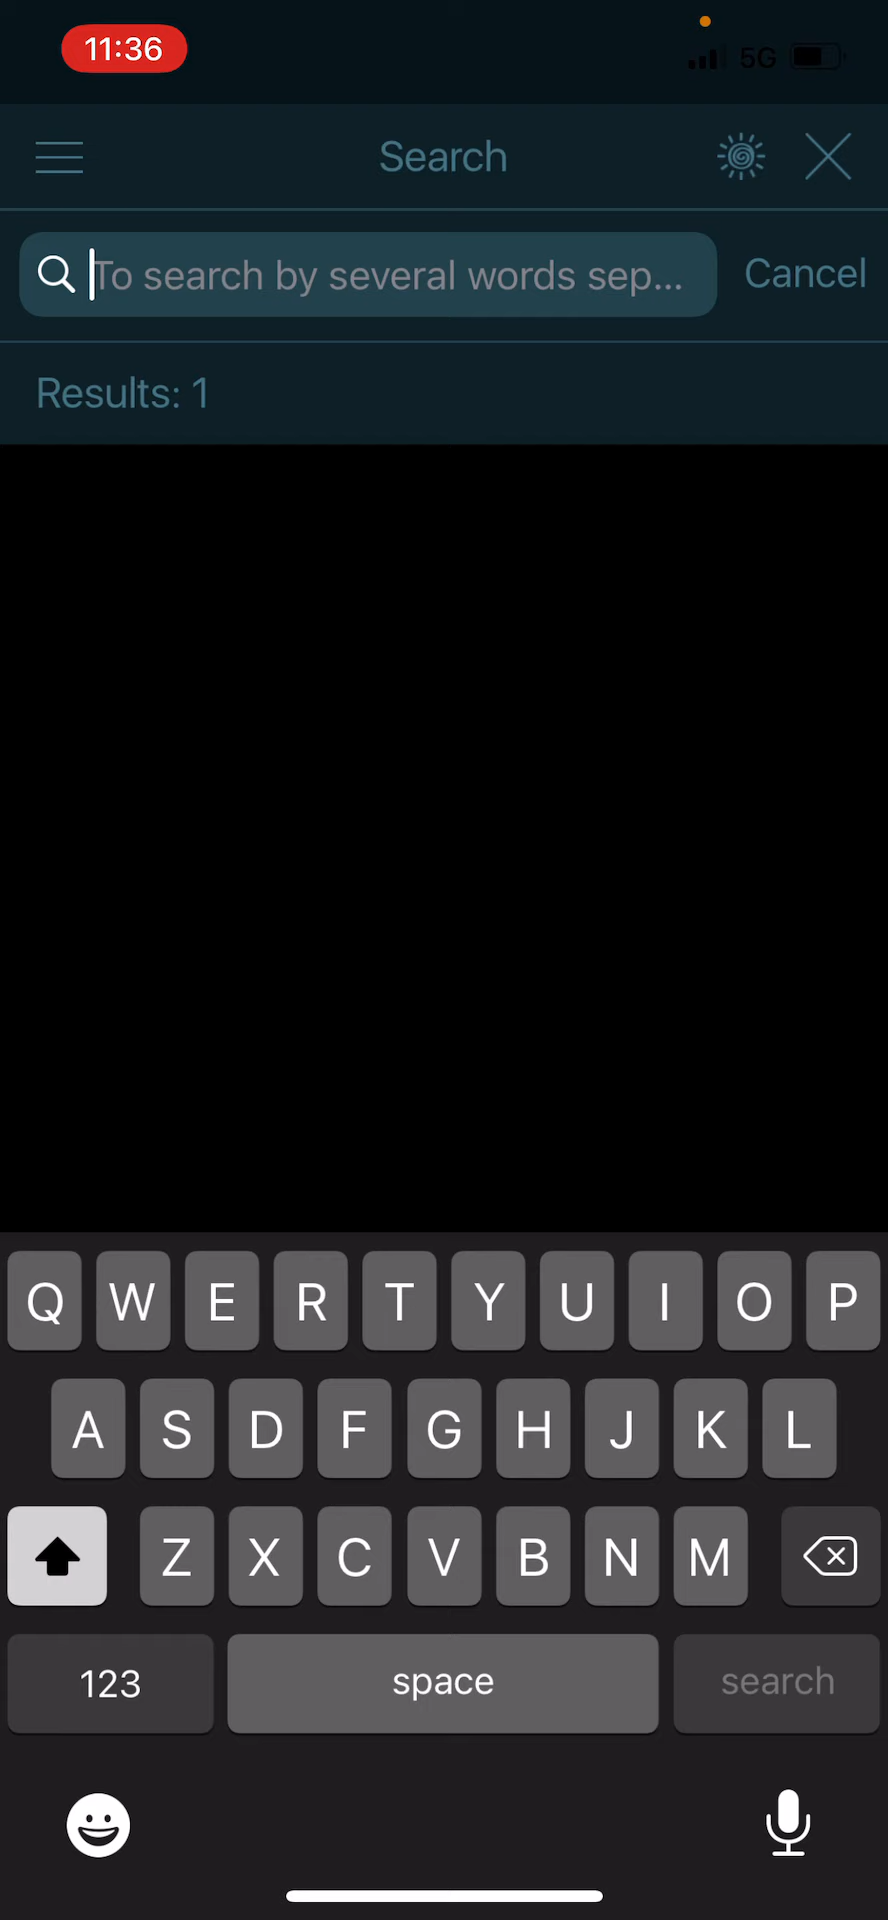 11:36
5G
Search
To search by several words sep...
Cancel
Results: 1
Q W E R T Y U I O P
A S D F G H J K L
Z X C V B N M
123 space search